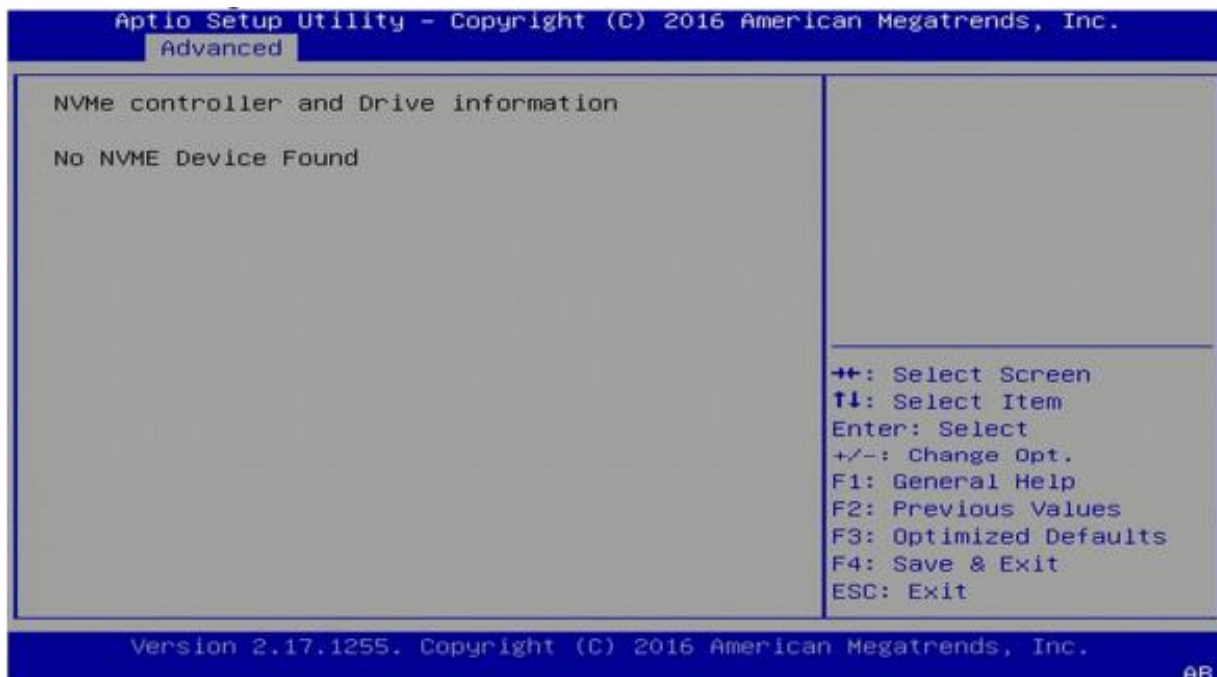 Aptio Setup Utility – Copyright (C) 2016 American Megatrends, Inc.
Advanced
NVMe controller and Drive information
No NVME Device Found
→←: Select Screen
↑↓: Select Item
Enter: Select
+/-: Change Opt.
F1: General Help
F2: Previous Values
F3: Optimized Defaults
F4: Save & Exit
ESC: Exit
Version 2.17.1255. Copyright (C) 2016 American Megatrends, Inc.
AB